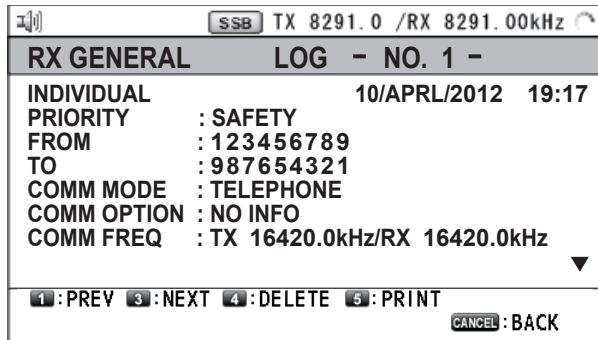 SSB TX 8291.0 /RX 8291.00kHz
RX GENERAL LOG - NO. 1 -
INDIVIDUAL 10/APRL/2012 19:17
PRIORITY : SAFETY
FROM : 123456789
TO : 987654321
COMM MODE : TELEPHONE
COMM OPTION : NO INFO
COMM FREQ : TX 16420.0kHz/RX 16420.0kHz
1 : PREV 3 : NEXT 4 : DELETE 5 : PRINT
CANCEL : BACK